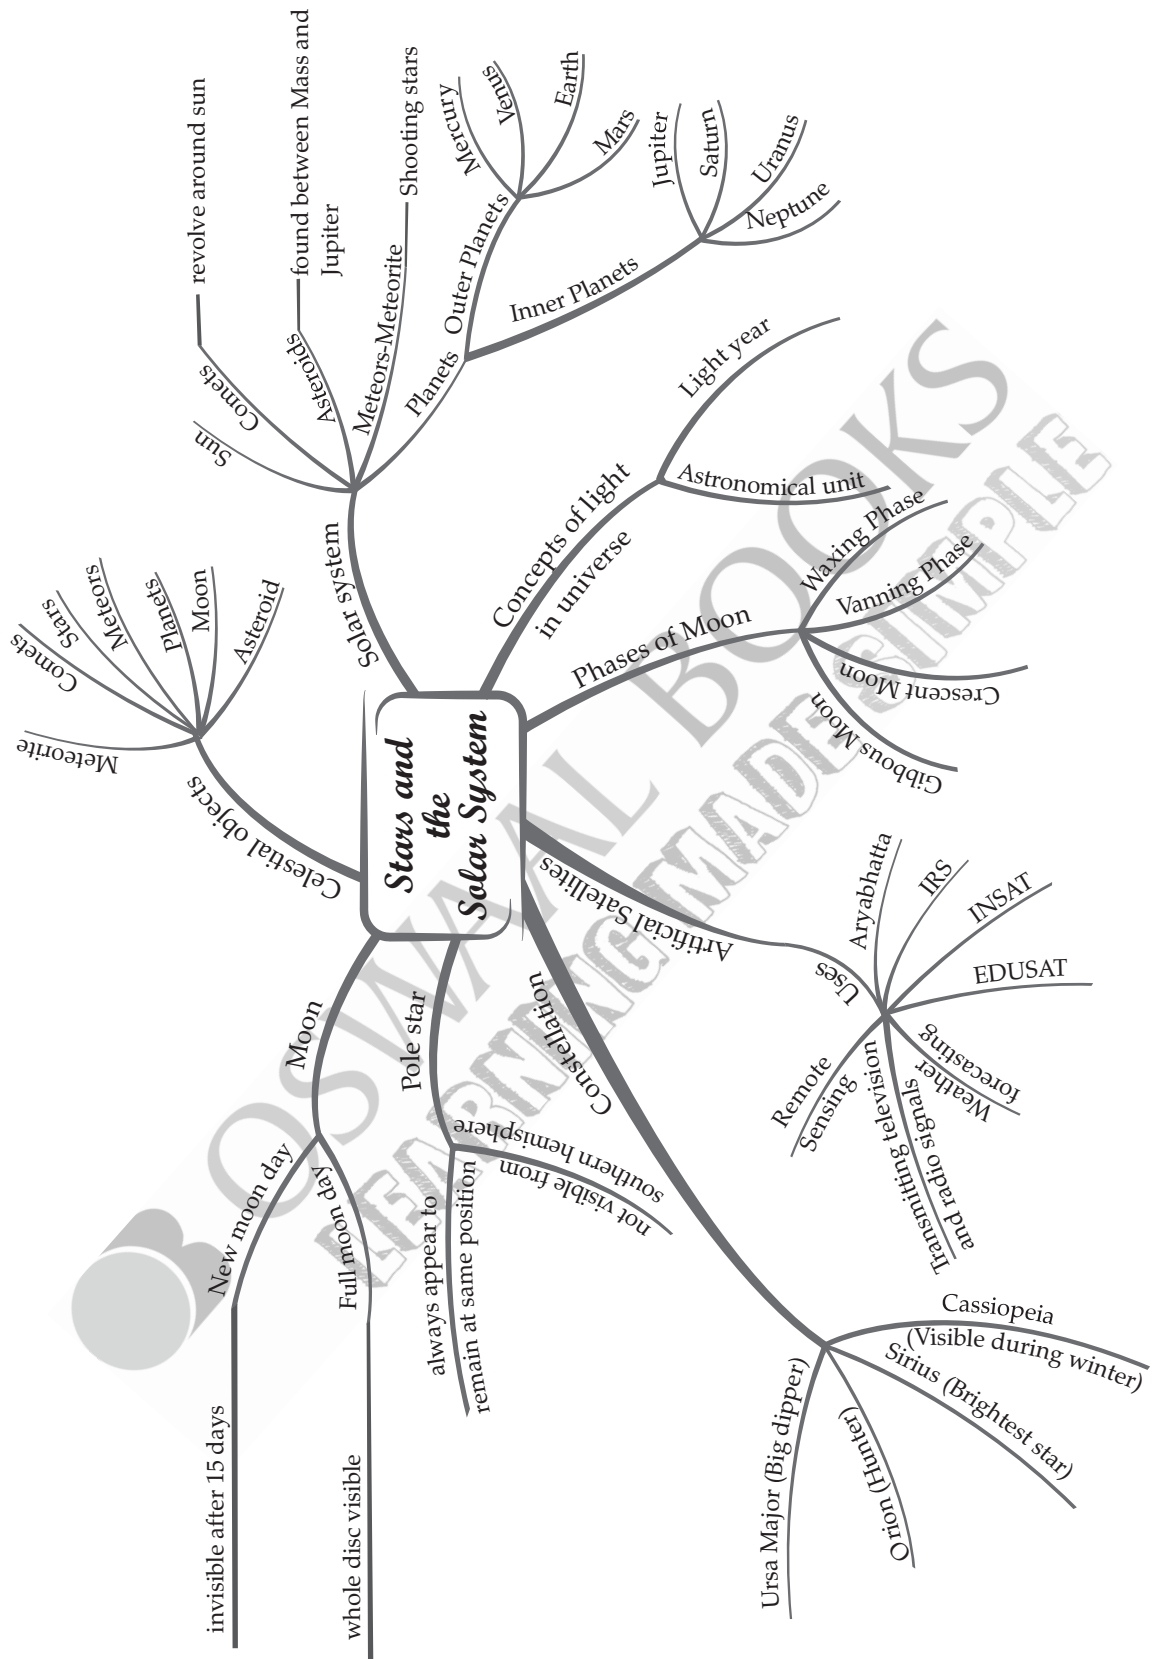 Stars and
the
Solar System
Celestial objects
Meteorite
Comets
Stars
Meteors
Planets
Moon
Asteroid
Solar system
Sun
Comets
revolve around sun
Asteroids
found between Mass and
Jupiter
Meteors-Meteorite
Shooting stars
Planets
Outer Planets
Mercury
Venus
Earth
Mars
Inner Planets
Jupiter
Saturn
Uranus
Neptune
Concepts of light
in universe
Light year
Astronomical unit
Phases of Moon
Waxing Phase
Vanning Phase
Crescent Moon
Gibbous Moon
Artificial Satellites
Uses
Aryabhatta
IRS
INSAT
EDUSAT
Weather
forecasting
Transmitting television
and radio signals
Remote
Sensing
Constellation
Cassiopeia
(Visible during winter)
Sirius (Brightest star)
Orion (Hunter)
Ursa Major (Big dipper)
Pole star
not visible from
southern hemisphere
always appear to
remain at same position
Moon
New moon day
invisible after 15 days
Full moon day
whole disc visible
OSWAAL BOOKS
LEARNING MADE SIMPLE